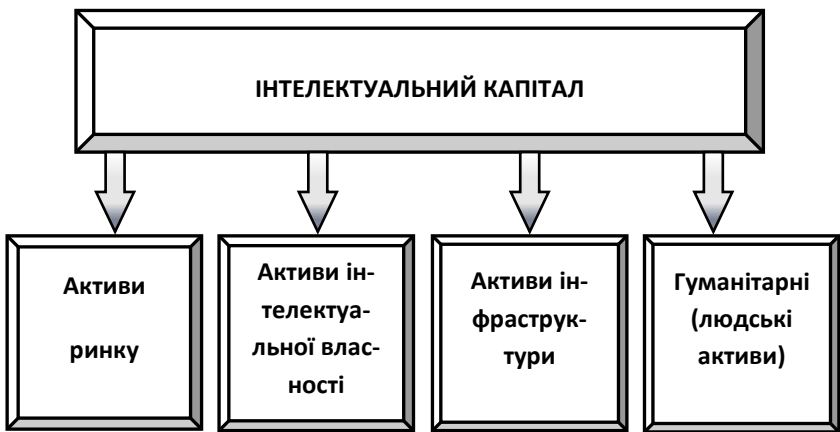 ІНТЕЛЕКТУАЛЬНИЙ КАПІТАЛ
Активи
ринку
Активи ін-
телектуа-
льної влас-
ності
Активи ін-
фраструк-
тури
Гуманітарні
(людські
активи)